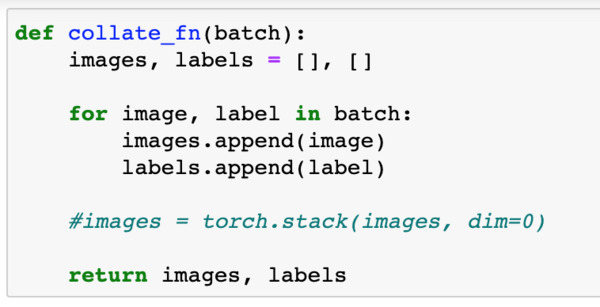 def collate_fn(batch):
    images, labels = [], []
    for image, label in batch:
        images.append(image)
        labels.append(label)
    #images = torch.stack(images, dim=0)
    return images, labels